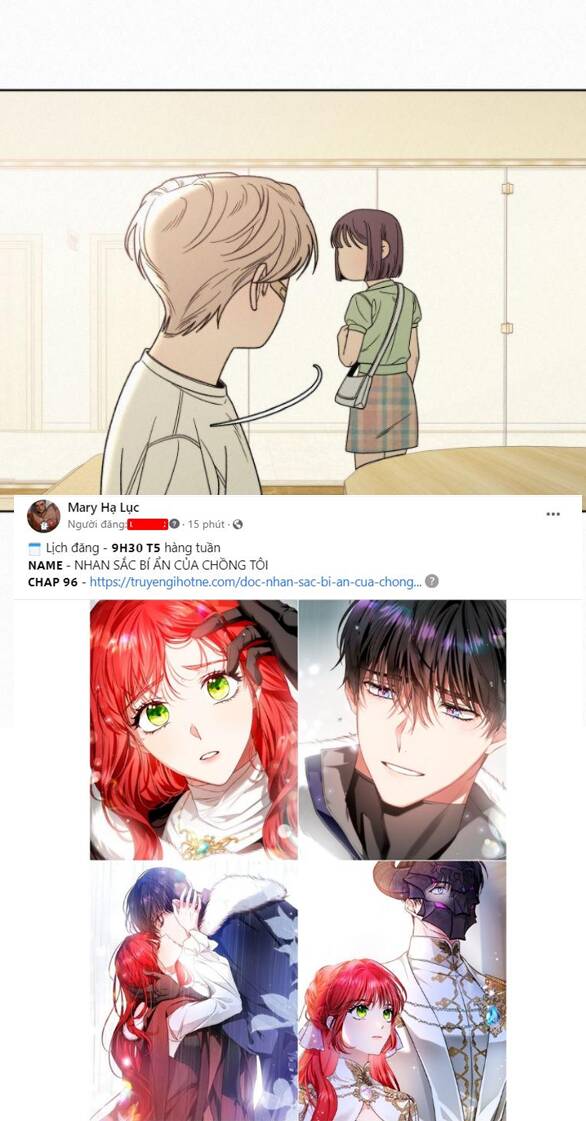 Mary Hạ Lục
Người đăng: · 15 phút ·
Lịch đăng - 9H30 T5 hàng tuần
NAME - NHAN SẮC BÍ ẨN CỦA CHỒNG TÔI
CHAP 96 - https://truyengihotne.com/doc-nhan-sac-bi-an-cua-chong...